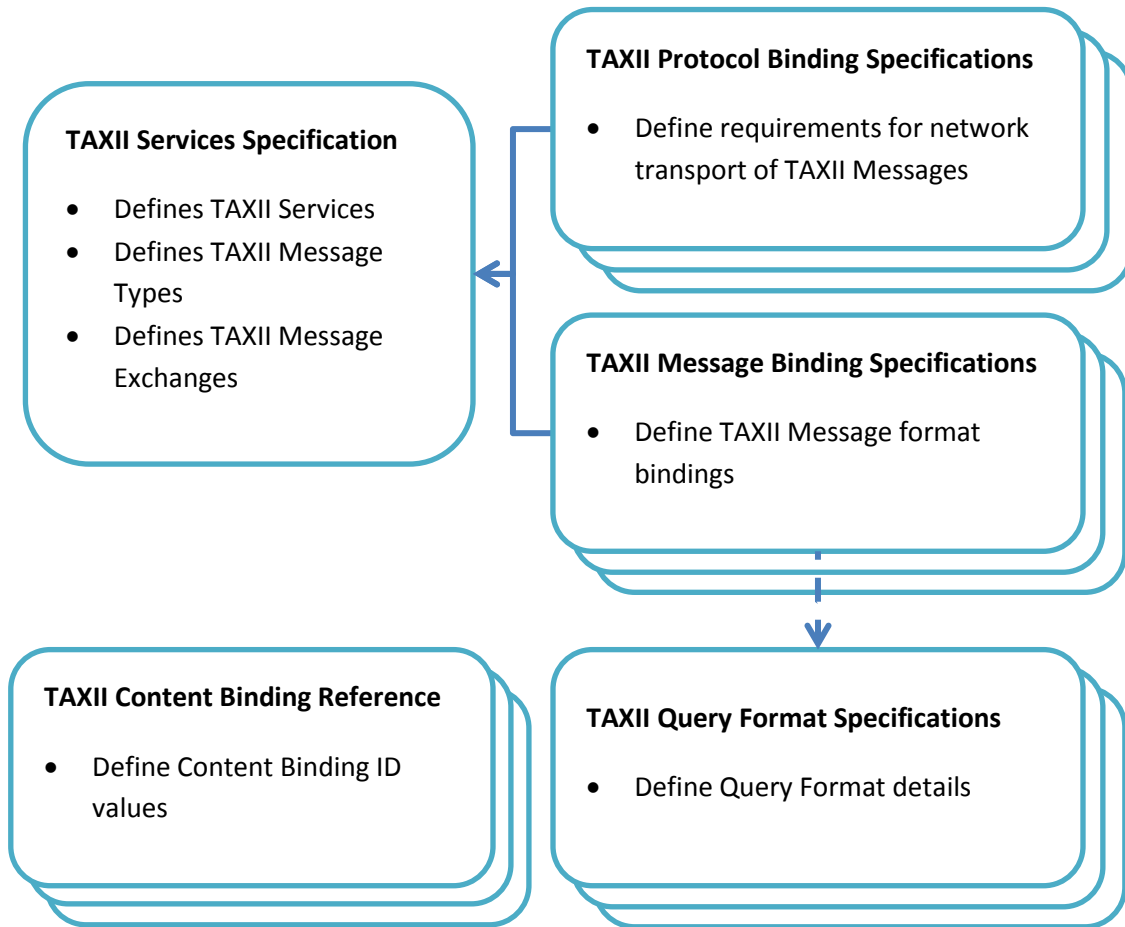 TAXII Services Specification
• Defines TAXII Services
• Defines TAXII Message
Types
• Defines TAXII Message
Exchanges
TAXII Protocol Binding Specifications
• Define requirements for network
transport of TAXII Messages
TAXII Message Binding Specifications
• Define TAXII Message format
bindings
TAXII Content Binding Reference
• Define Content Binding ID
values
TAXII Query Format Specifications
• Define Query Format details